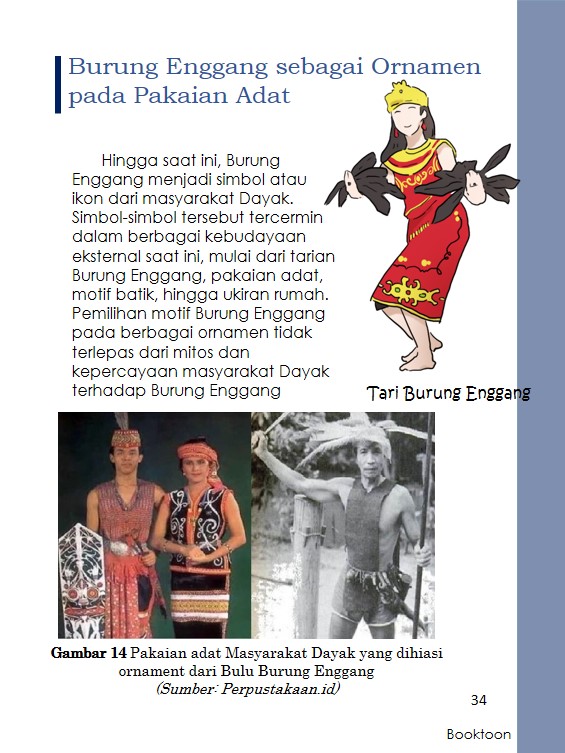 Burung Enggang sebagai Ornamen
pada Pakaian Adat
Hingga saat ini, Burung
Enggang menjadi simbol atau
ikon dari masyarakat Dayak.
Simbol-simbol tersebut tercermin
dalam berbagai kebudayaan
eksternal saat ini, mulai dari tarian
Burung Enggang, pakaian adat,
motif batik, hingga ukiran rumah.
Pemilihan motif Burung Enggang
pada berbagai ornamen tidak
terlepas dari mitos dan
kepercayaan masyarakat Dayak
terhadap Burung Enggang
Tari Burung Enggang
Gambar 14 Pakaian adat Masyarakat Dayak yang dihiasi
ornament dari Bulu Burung Enggang
(Sumber: Perpustakaan.id)
34
Booktoon